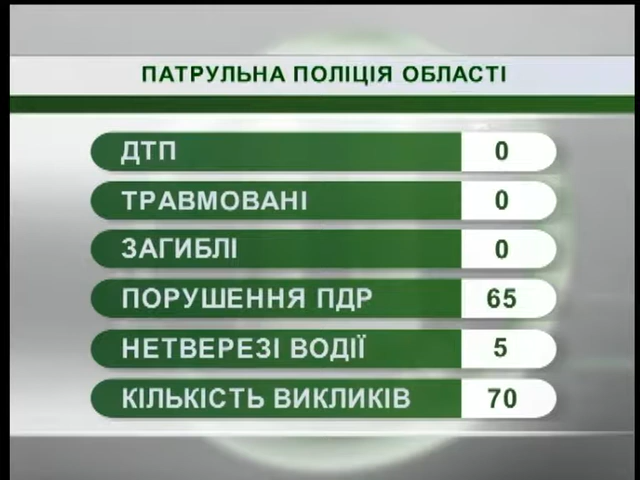 ПАТРУЛЬНА ПОЛІЦІЯ ОБЛАСТІ
ДТП 0
ТРАВМОВАНІ 0
ЗАГИБЛІ 0
ПОРУШЕННЯ ПДР 65
НЕТВЕРЕЗІ ВОДІЇ 5
КІЛЬКІСТЬ ВИКЛИКІВ 70